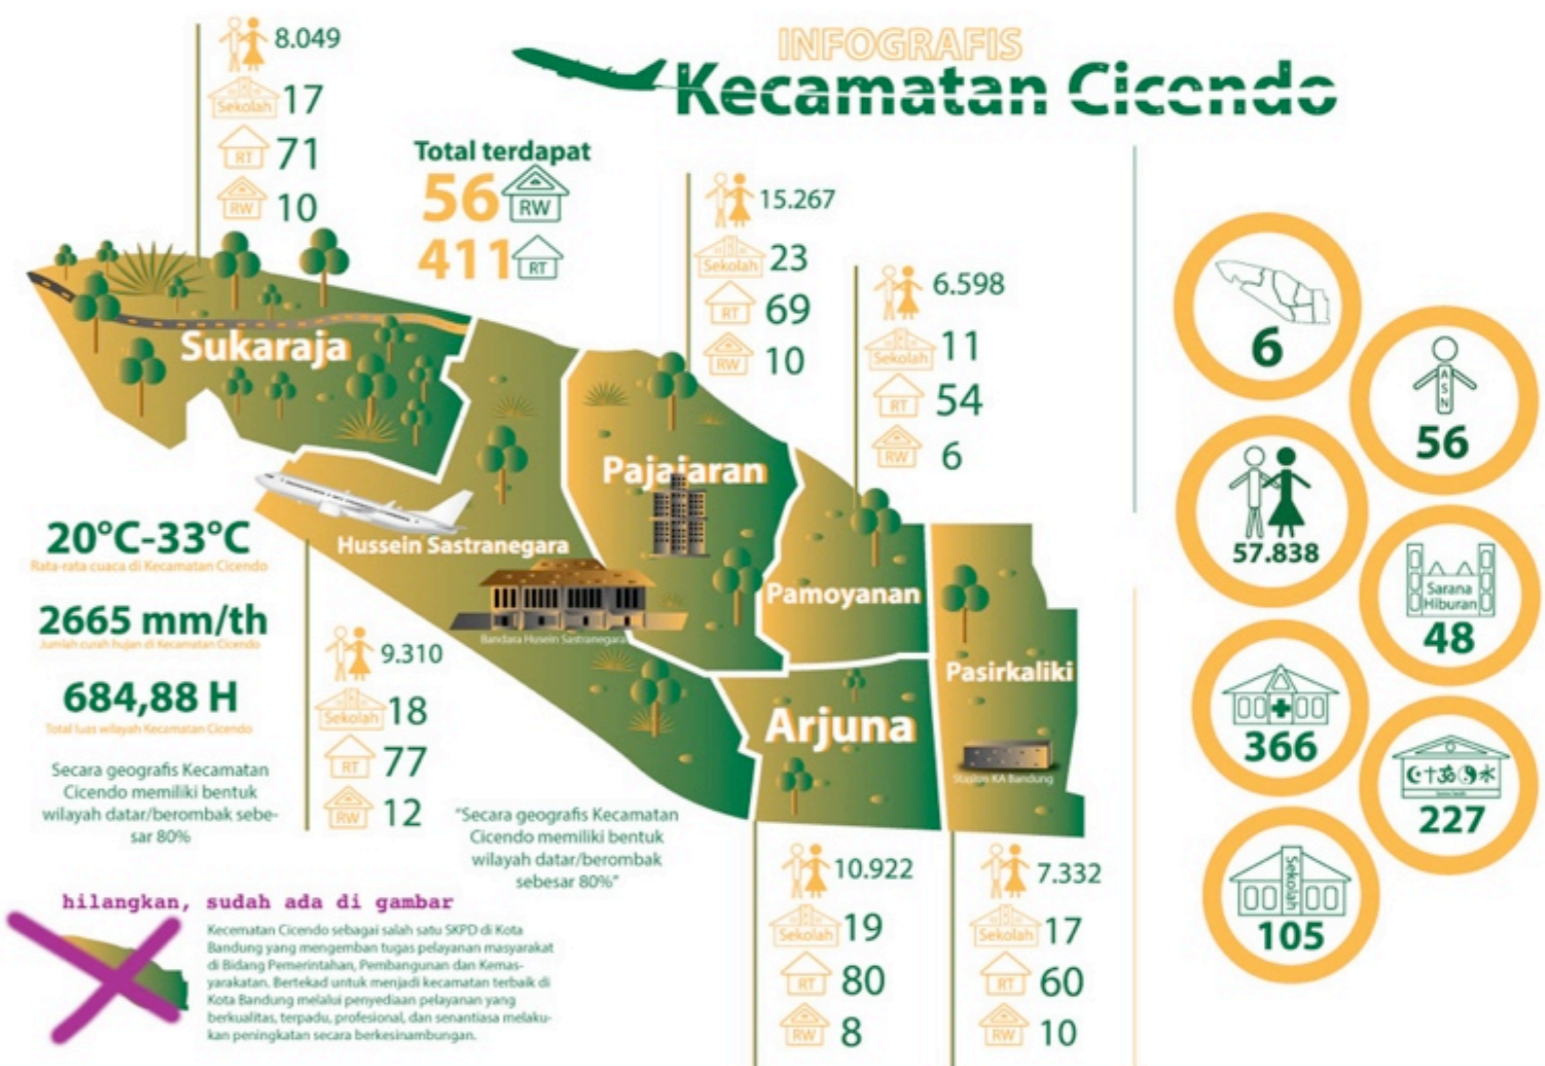 INFOGRAFIS
Kecamatan Cicendo
8.049
Sekolah 17
RT 71
RW 10
Total terdapat
56 RW
411 RT
15.267
Sekolah 23
RT 69
RW 10
6.598
Sekolah 11
RT 54
RW 6
Sukaraja
Pajajaran
Hussein Sastranegara
Bandara Husein Sastranegara
Pamoyanan
Pasirkaliki
Arjuna
Stasiun KA Bandung
20°C-33°C
Rata-rata cuaca di Kecamatan Cicendo
2665 mm/th
Jumlah curah hujan di Kecamatan Cicendo
684,88 H
Total luas wilayah Kecamatan Cicendo
Secara geografis Kecamatan
Cicendo memiliki bentuk
wilayah datar/berombak sebe-
sar 80%
9.310
Sekolah 18
RT 77
RW 12
"Secara geografis Kecamatan
Cicendo memiliki bentuk
wilayah datar/berombak
sebesar 80%"
hilangkan, sudah ada di gambar
Kecematan Cicendo sebagai salah satu SKPD di Kota
Bandung yang mengemban tugas pelayanan masyarakat
di Bidang Pemerintahan, Pembangunan dan Kemas-
yarakatan. Bertekad untuk menjadi kecamatan terbaik di
Kota Bandung melalui penyediaan pelayanan yang
berkualitas, terpadu, profesional, dan senantiasa melaku-
kan peningkatan secara berkesinambungan.
10.922
Sekolah 19
RT 80
RW 8
7.332
Sekolah 17
RT 60
RW 10
6
ASN
56
57.838
Sarana
Hiburan
48
366
227
Sekolah
105